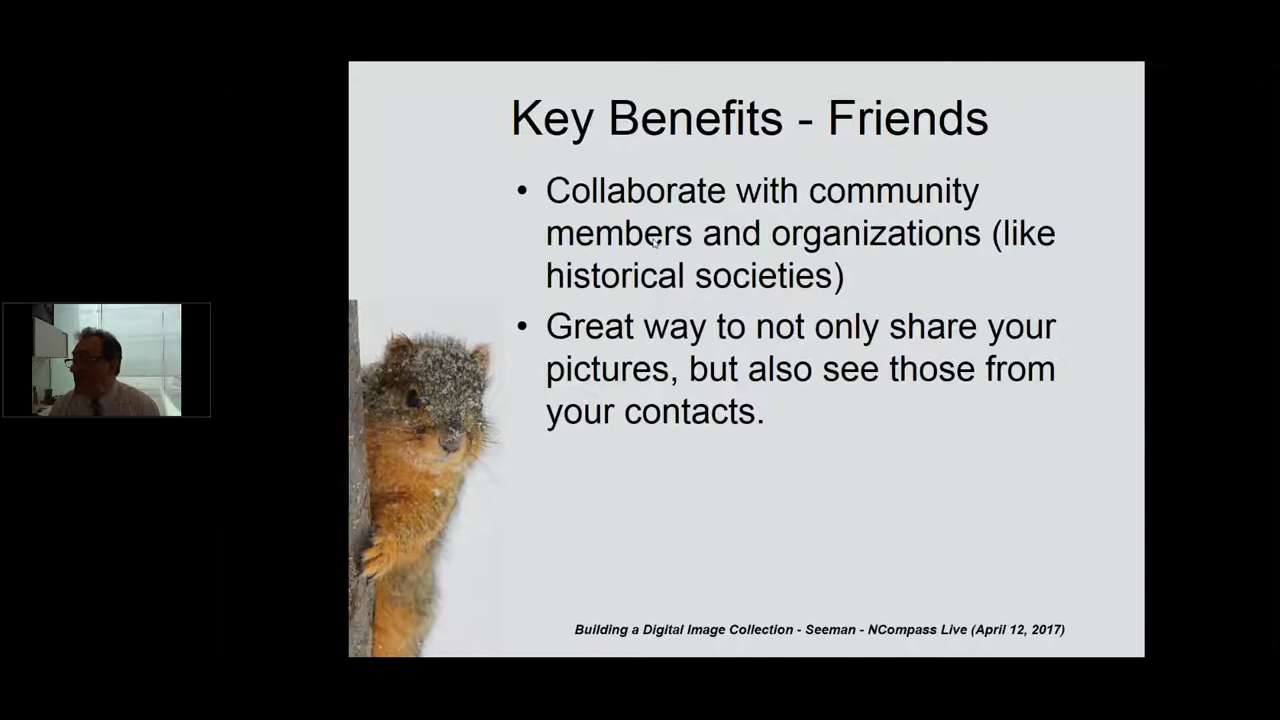 Key Benefits - Friends
• Collaborate with community
members and organizations (like
historical societies)
• Great way to not only share your
pictures, but also see those from
your contacts.
Building a Digital Image Collection - Seeman - NCompass Live (April 12, 2017)